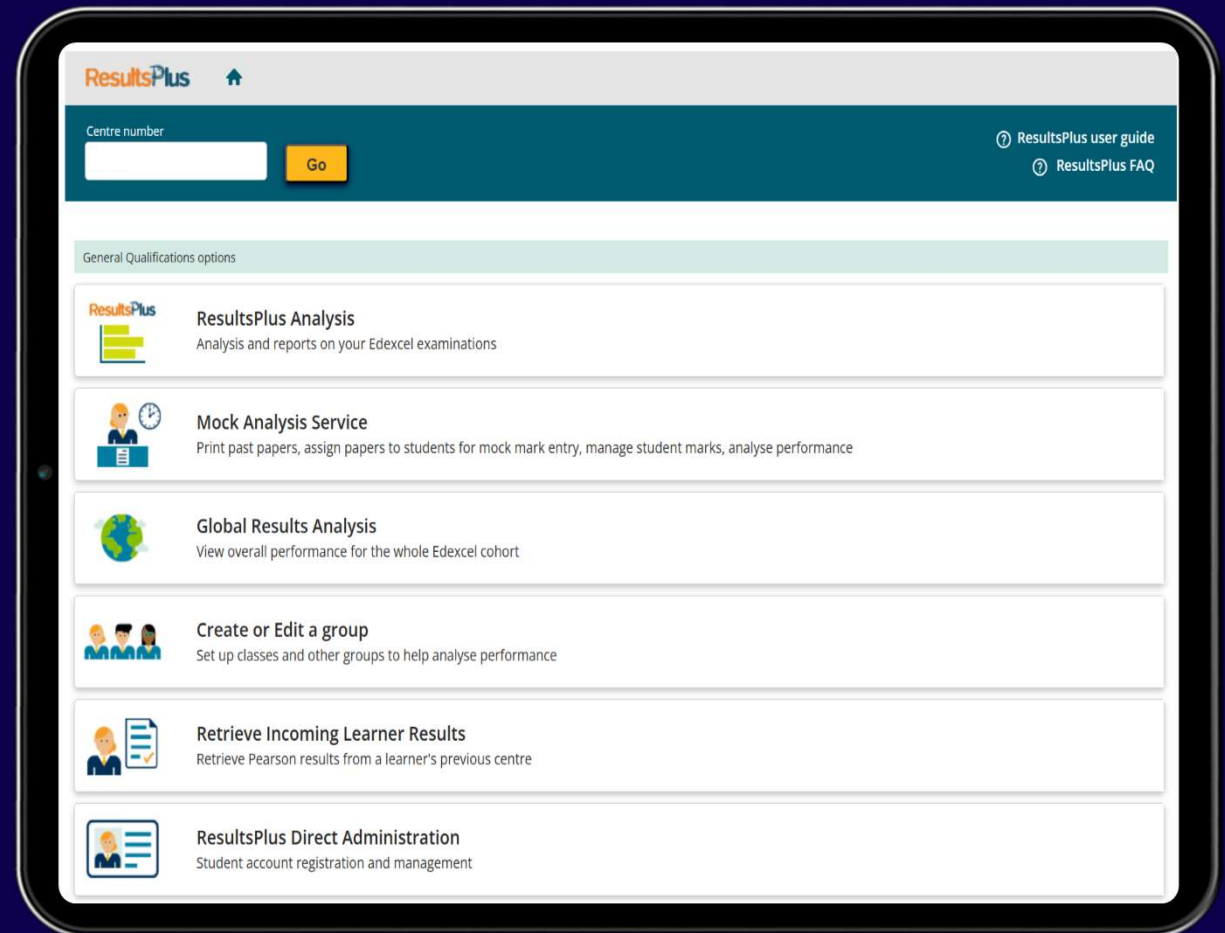 ResultsPlus
Centre number
Go
ResultsPlus user guide
ResultsPlus FAQ
General Qualifications options
ResultsPlus
ResultsPlus Analysis
Analysis and reports on your Edexcel examinations
Mock Analysis Service
Print past papers, assign papers to students for mock mark entry, manage student marks, analyse performance
Global Results Analysis
View overall performance for the whole Edexcel cohort
Create or Edit a group
Set up classes and other groups to help analyse performance
Retrieve Incoming Learner Results
Retrieve Pearson results from a learner's previous centre
ResultsPlus Direct Administration
Student account registration and management